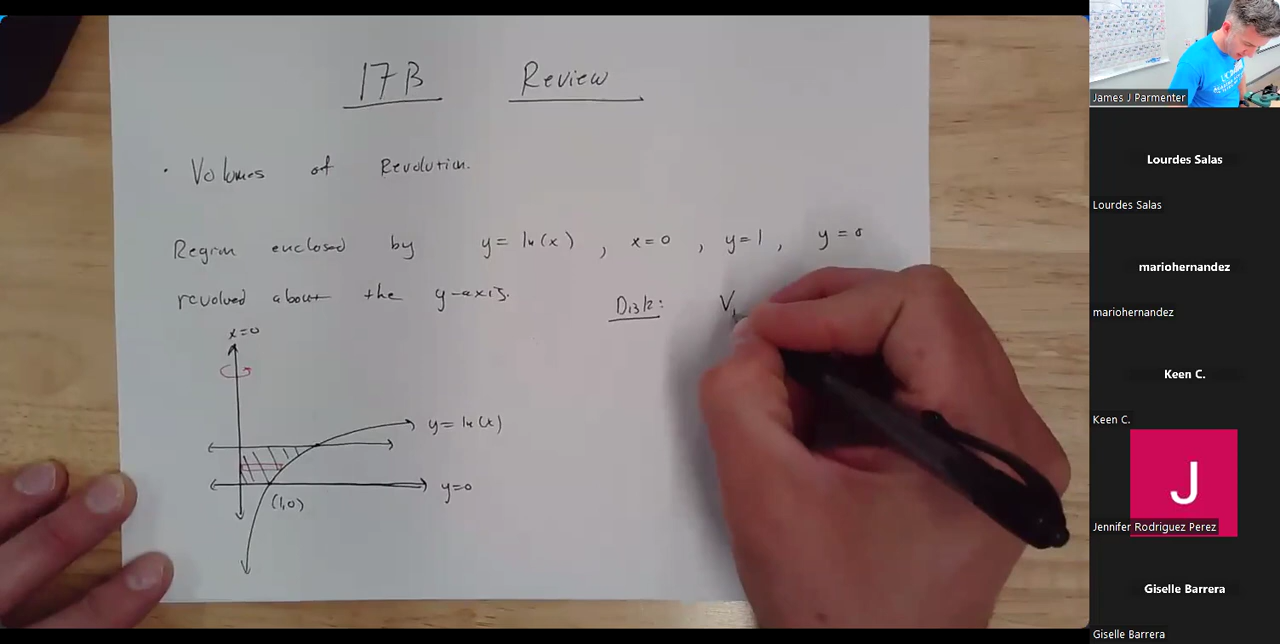 17B Review
· Volumes of Revolution.
Region enclosed by y = ln(x) , x=0 , y=1 , y=0
revolved about the y-axis.
Disk: V
x=0
y= ln(x)
y=0
(1,0)
James J Parmenter
Lourdes Salas
Lourdes Salas
mariohernandez
mariohernandez
Keen C.
Keen C.
J
Jennifer Rodriguez Perez
Giselle Barrera
Giselle Barrera